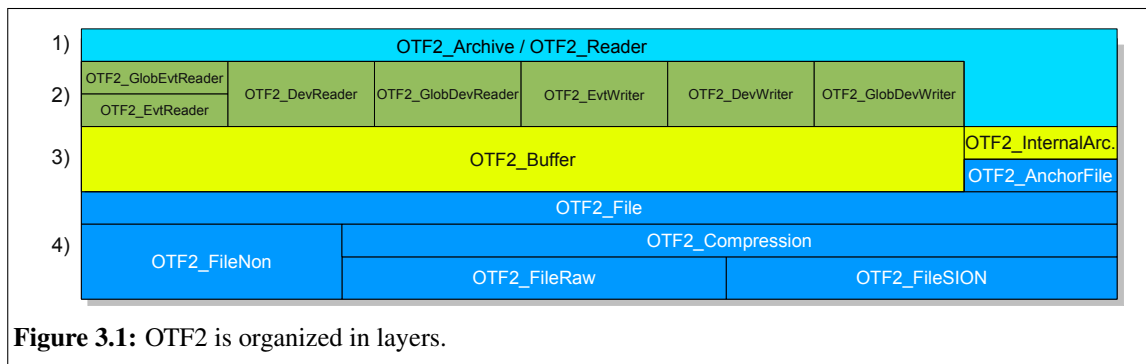 1)
OTF2_Archive / OTF2_Reader
2)
OTF2_GlobEvtReader
OTF2_EvtReader
OTF2_DevReader
OTF2_GlobDevReader
OTF2_EvtWriter
OTF2_DevWriter
OTF2_GlobDevWriter
3)
OTF2_Buffer
OTF2_InternalArc.
OTF2_AnchorFile
OTF2_File
4)
OTF2_FileNon
OTF2_Compression
OTF2_FileRaw
OTF2_FileSION
Figure 3.1: OTF2 is organized in layers.